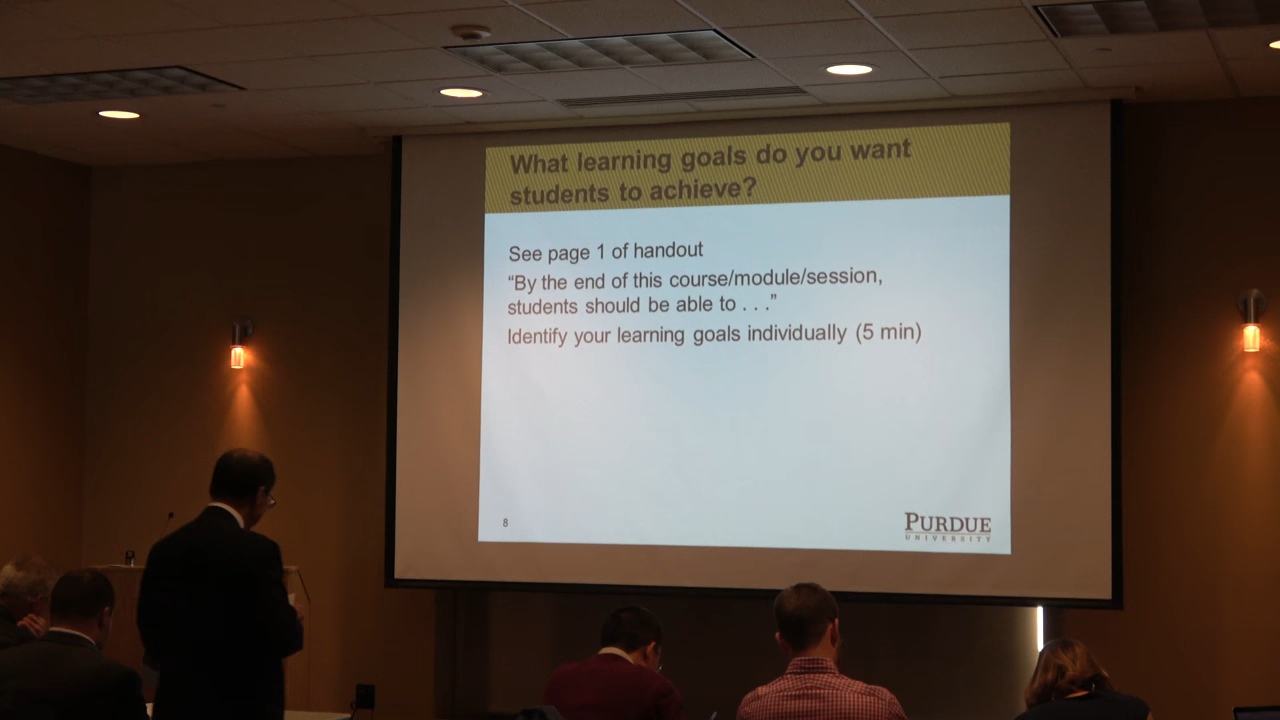 What learning goals do you want
students to achieve?
See page 1 of handout
“By the end of this course/module/session,
students should be able to . . .”
Identify your learning goals individually (5 min)
8
PURDUE
UNIVERSITY